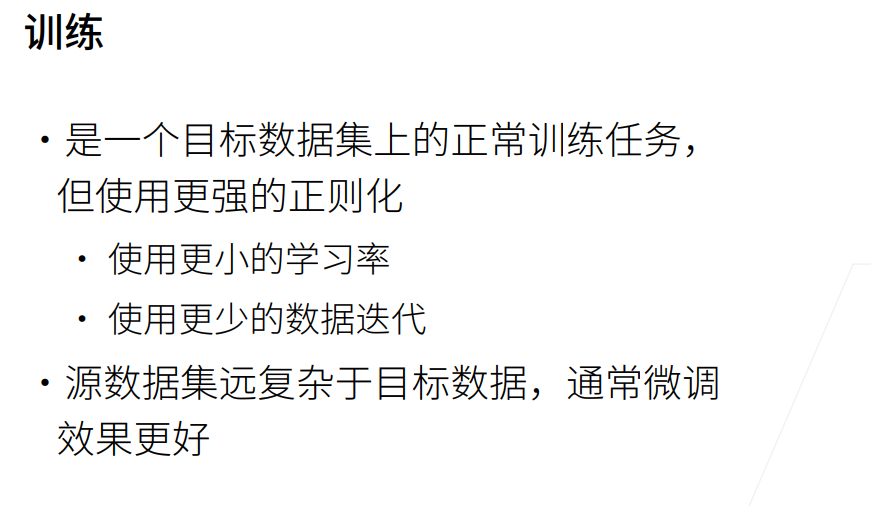 训练
• 是一个目标数据集上的正常训练任务，
但使用更强的正则化
• 使用更小的学习率
• 使用更少的数据迭代
• 源数据集远复杂于目标数据，通常微调
效果更好